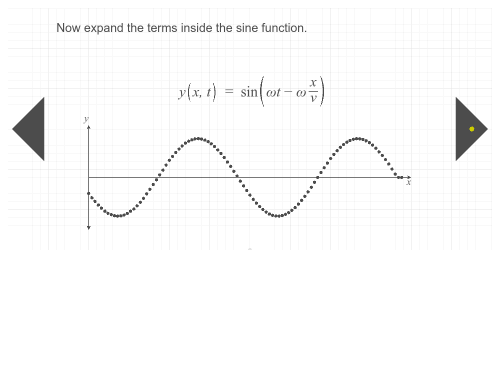 Now expand the terms inside the sine function.
y(x, t) = sin(ωt − ω x/v)
y
x